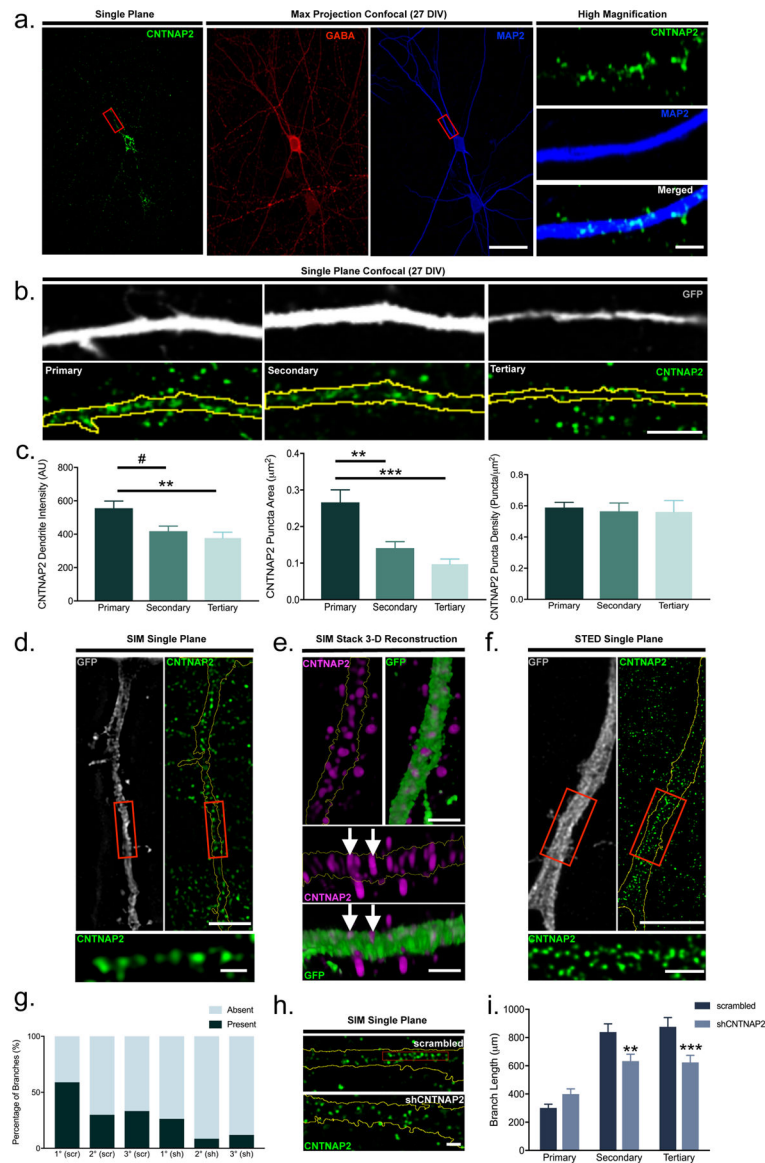 a.
Single Plane
Max Projection Confocal (27 DIV)
High Magnification
CNTNAP2
GABA
MAP2
CNTNAP2
MAP2
Merged
Single Plane Confocal (27 DIV)
b.
GFP
Primary
Secondary
Tertiary
CNTNAP2
c.
CNTNAP2 Dendrite Intensity (AU)
800
600
400
200
0
#
**
Primary
Secondary
Tertiary
CNTNAP2 Puncta Area (μm²)
0.4
0.3
0.2
0.1
0.0
**
***
Primary
Secondary
Tertiary
CNTNAP2 Puncta Density (Puncta/μm²)
1.0
0.8
0.6
0.4
0.2
0.0
Primary
Secondary
Tertiary
d.
SIM Single Plane
GFP
CNTNAP2
CNTNAP2
e.
SIM Stack 3-D Reconstruction
CNTNAP2
GFP
CNTNAP2
GFP
f.
STED Single Plane
GFP
CNTNAP2
CNTNAP2
g.
Absent
Present
Percentage of Branches (%)
100
50
0
1° (scr)
2° (scr)
3° (scr)
1° (sh)
2° (sh)
3° (sh)
h.
SIM Single Plane
scrambled
shCNTNAP2
CNTNAP2
i.
scrambled
shCNTNAP2
Branch Length (μm)
1000
800
600
400
200
0
**
***
Primary
Secondary
Tertiary